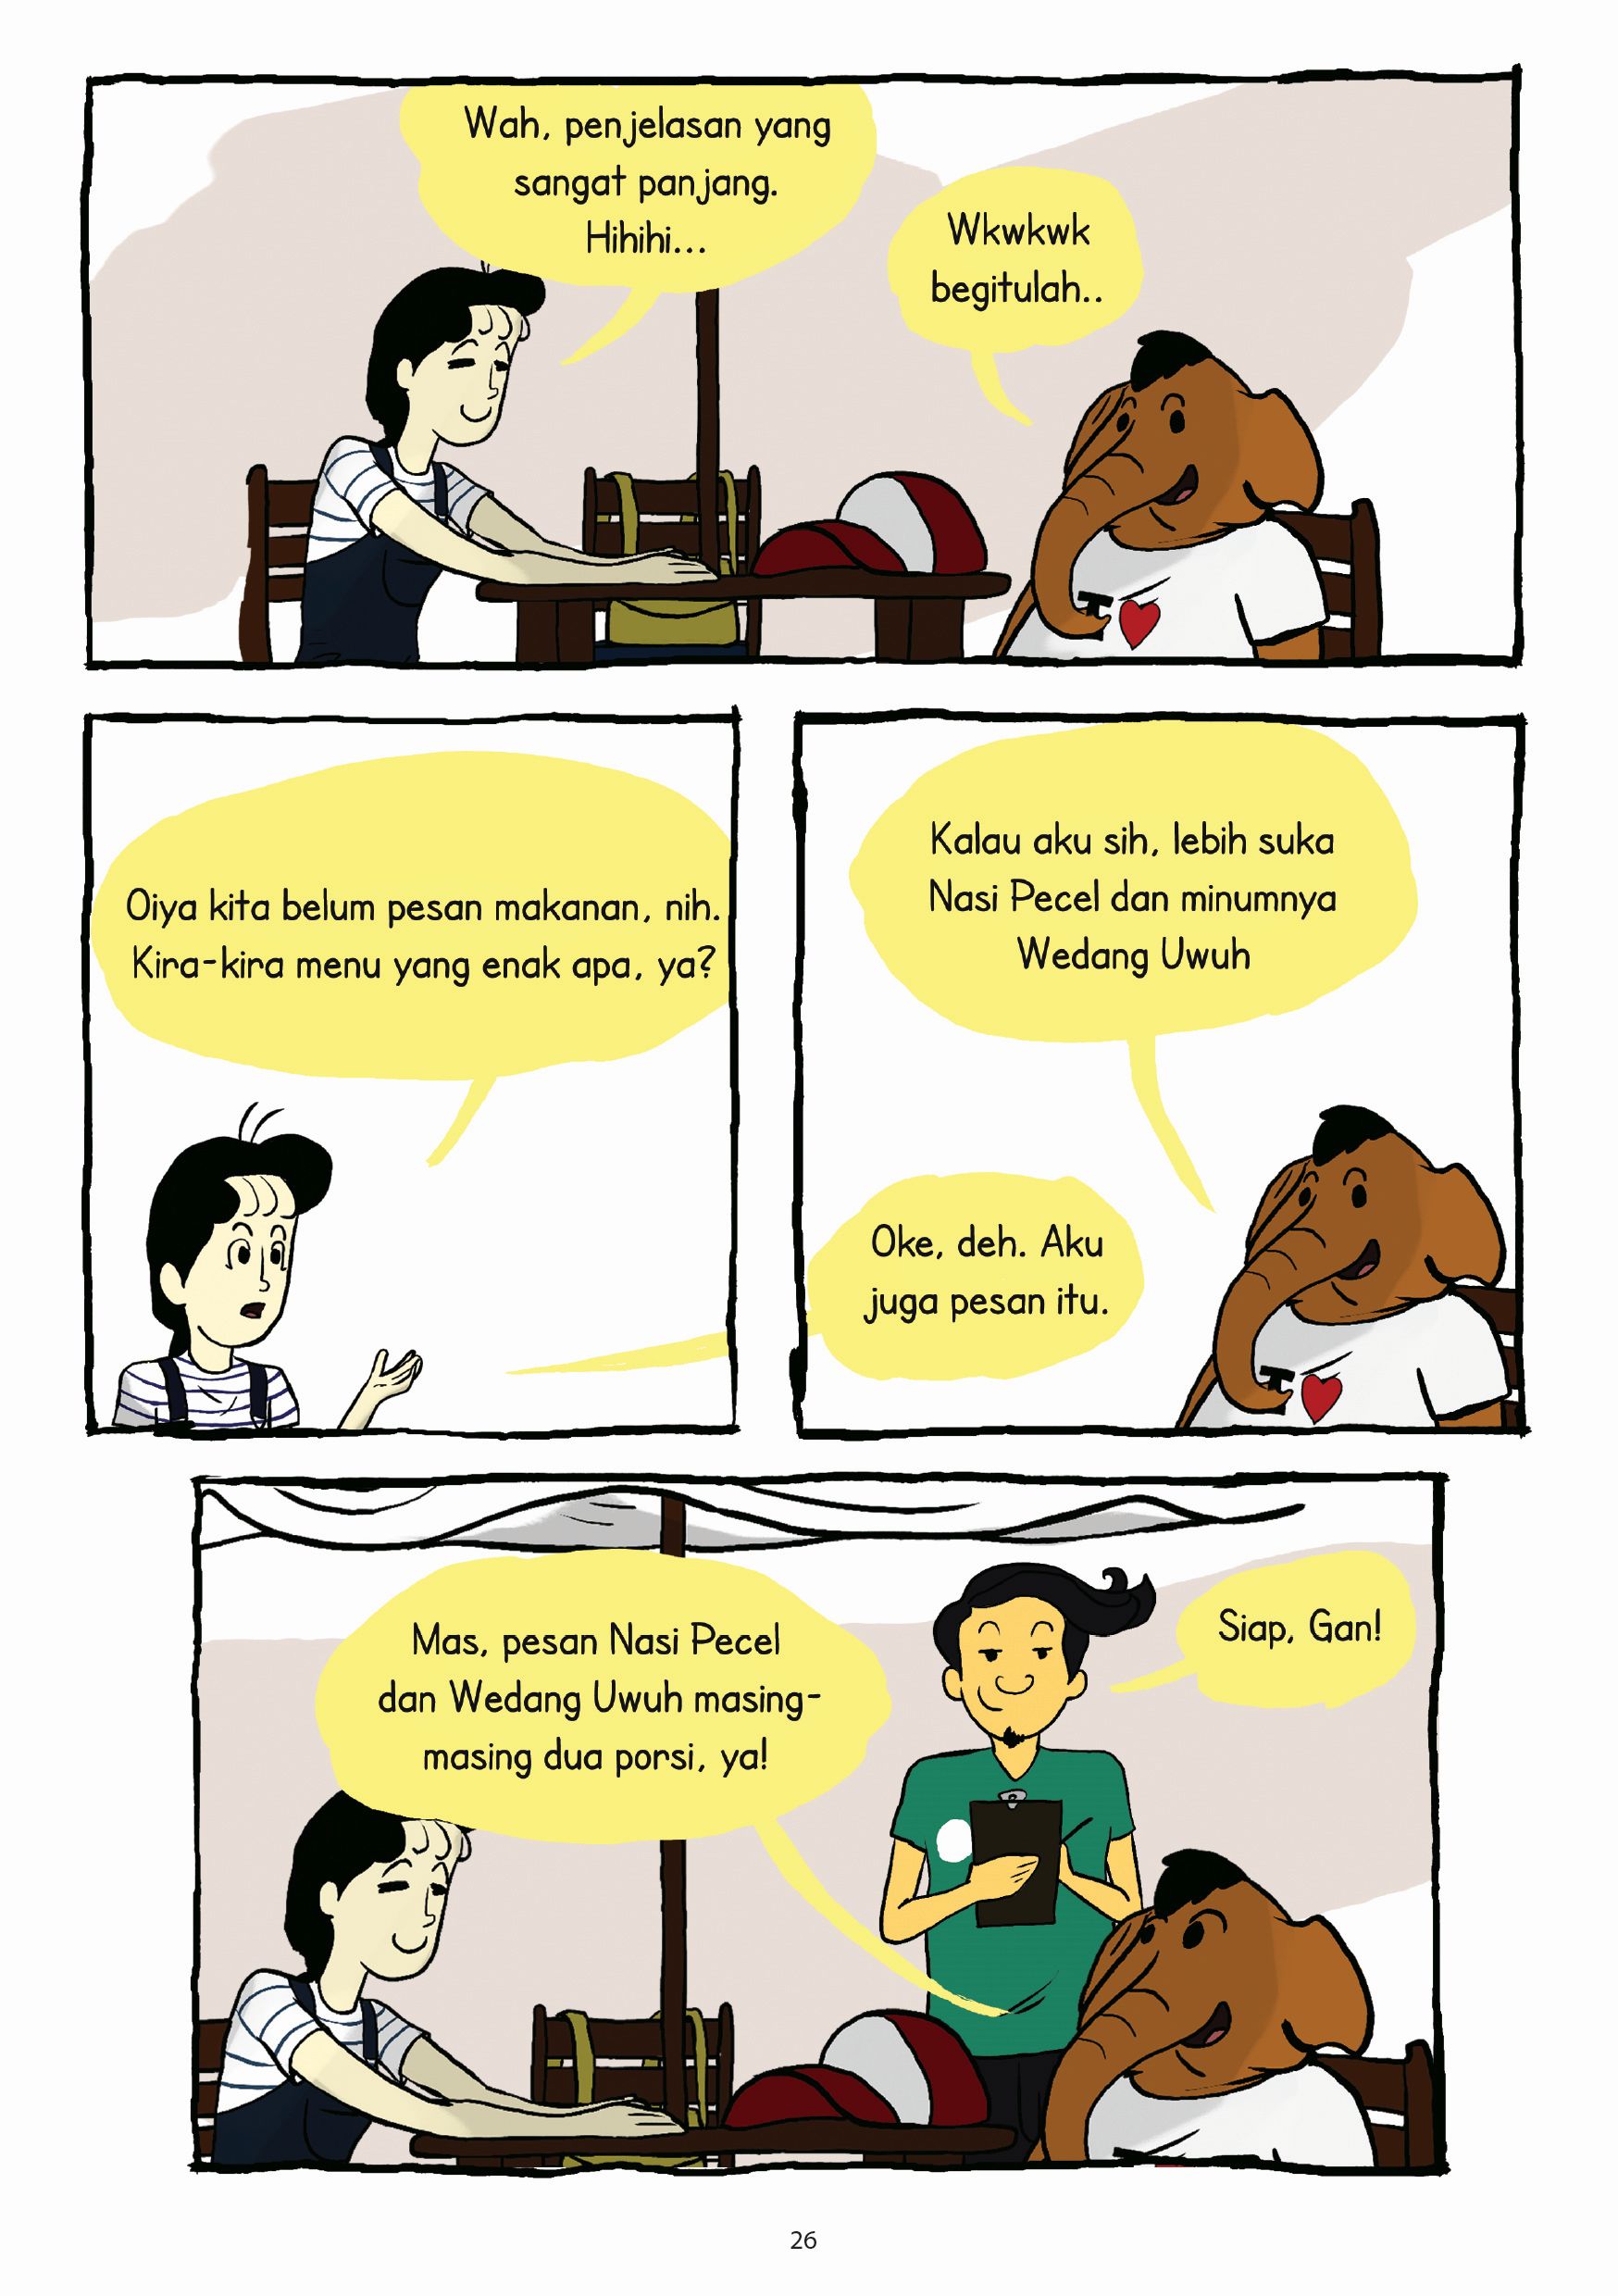 Wah, penjelasan yang
sangat panjang.
Hihihi...
Wkwkwk
begitulah..
I
Oiya kita belum pesan makanan, nih.
Kira-kira menu yang enak apa, ya?
Kalau aku sih, lebih suka
Nasi Pecel dan minumnya
Wedang Uwuh
Oke, deh. Aku
juga pesan itu.
I
Mas, pesan Nasi Pecel
dan Wedang Uwuh masing-
masing dua porsi, ya!
Siap, Gan!
26